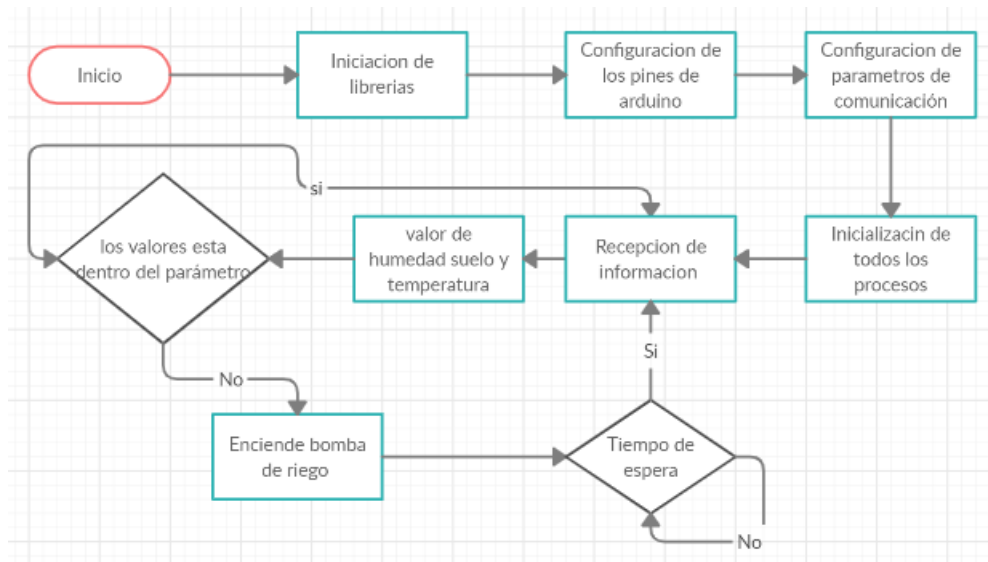 Inicio
Iniciacion de
librerias
Configuracion de
los pines de
arduino
Configuracion de
parametros de
comunicación
Inicializacin de
todos los
procesos
Recepcion de
informacion
valor de
humedad suelo y
temperatura
los valores esta
dentro del parámetro
si
No
Enciende bomba
de riego
Tiempo de
espera
Si
No